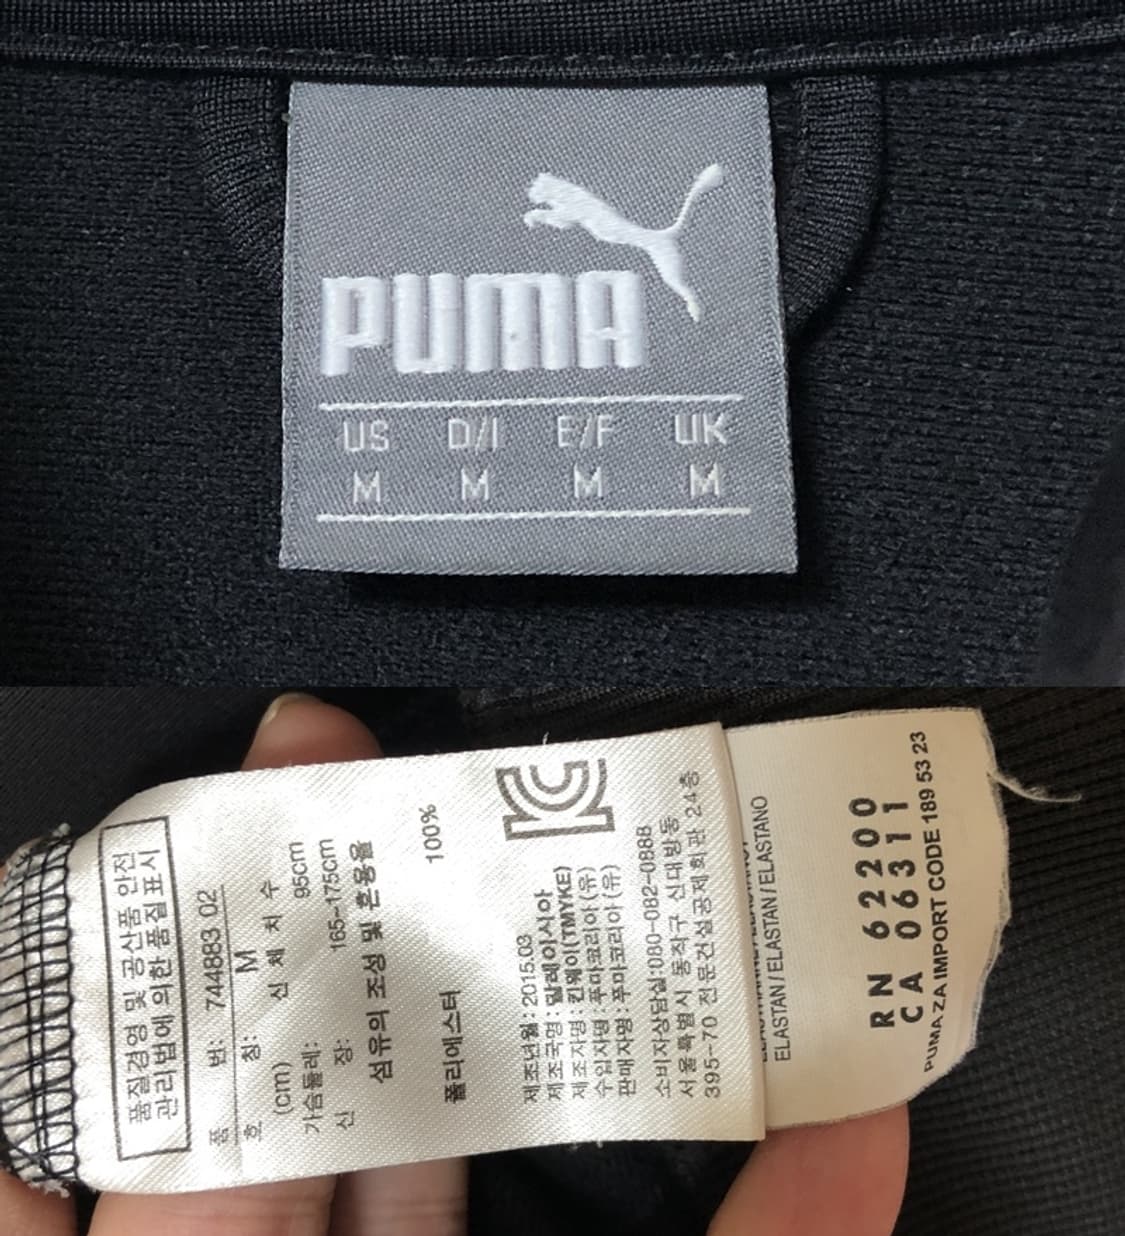 PUMA
US D/I E/F UK
M M M M
품질경영 및 공산품 안전
관리법에 의한 품질 표시
품 번: 744883 02
호 칭: M
(cm) 신 체 치 수
가슴둘레: 95cm
신 장: 165-175cm
섬유의 조성 및 혼용율
폴리에스터 100%
제조년월:2015.03
제조국명:말레이시아
제조자명:킨웨이(TMYKE)
수입자명:푸마코리아(유)
판매자명:푸마코리아(유)
소비자상담실:080-082-0888
서울특별시 동작구 신대방동
395-70 전문건설공제회관 24층
ELASTAN / ELASTANO
RN 62200
CA 06311
PUMA ZA IMPORT CODE 189 53 23